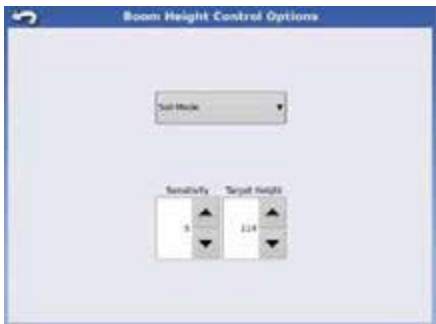 Boom Height Control Options
Soil Mode
Sensitivity Target Height
5 114